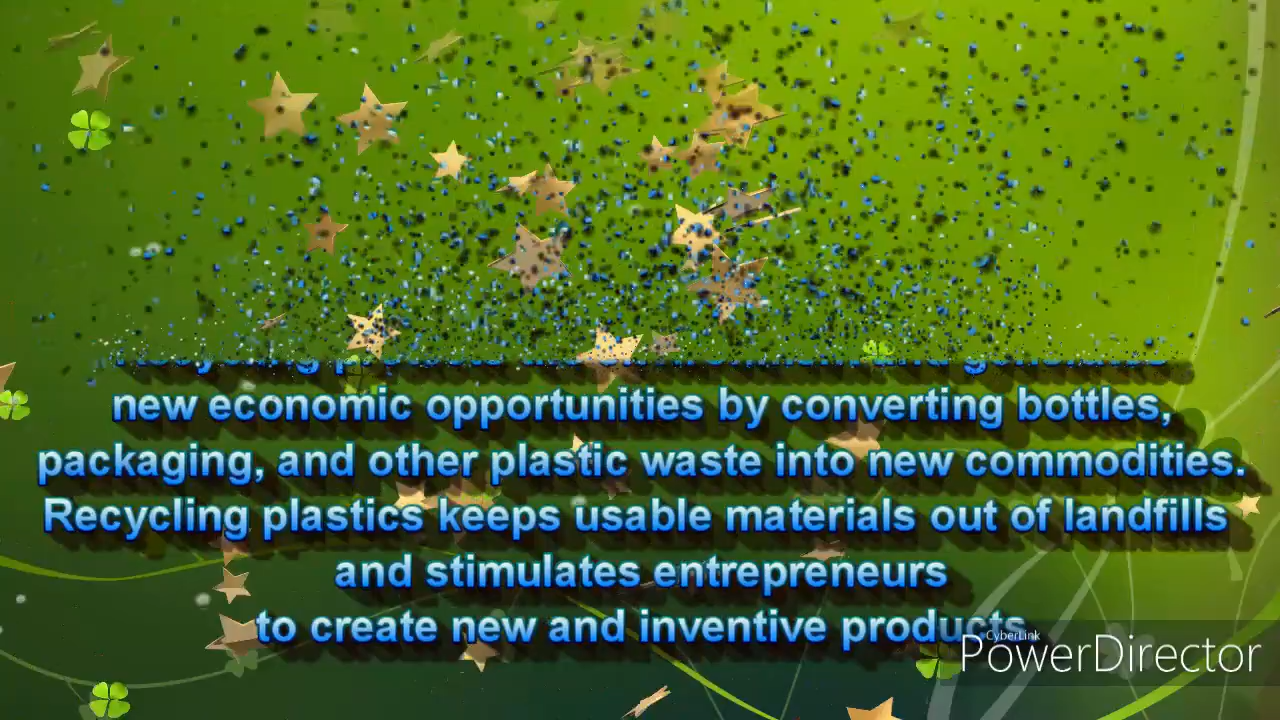 new economic opportunities by converting bottles,
packaging, and other plastic waste into new commodities.
Recycling plastics keeps usable materials out of landfills
and stimulates entrepreneurs
to create new and inventive products.
CyberLink
PowerDirector